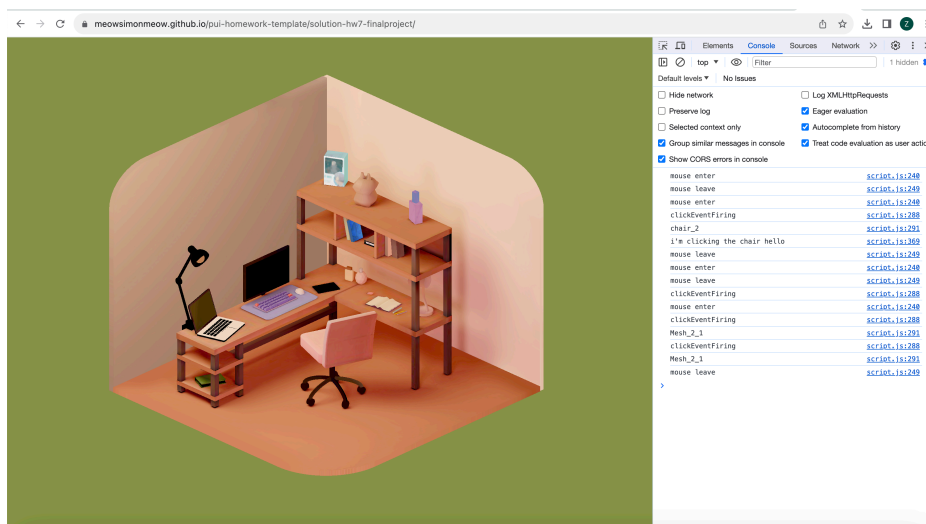 meowsimonmeow.github.io/pui-homework-template/solution-hw7-finalproject/
Z
Elements Console Sources Network
top Filter 1 hidden
Default levels No Issues
Hide network Log XMLHttpRequests
Preserve log Eager evaluation
Selected context only Autocomplete from history
Group similar messages in console Treat code evaluation as user actio
Show CORS errors in console
mouse enter script.js:240
mouse leave script.js:249
mouse enter script.js:240
clickEventFiring script.js:288
chair_2 script.js:291
i'm clicking the chair hello script.js:369
mouse leave script.js:249
mouse enter script.js:240
mouse leave script.js:249
clickEventFiring script.js:288
mouse enter script.js:240
clickEventFiring script.js:288
Mesh_2_1 script.js:291
clickEventFiring script.js:288
Mesh_2_1 script.js:291
mouse leave script.js:249